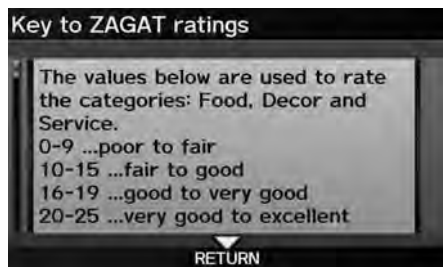 Key to ZAGAT ratings
The values below are used to rate
the categories: Food, Decor and
Service.
0-9 ...poor to fair
10-15 ...fair to good
16-19 ...good to very good
20-25 ...very good to excellent
RETURN